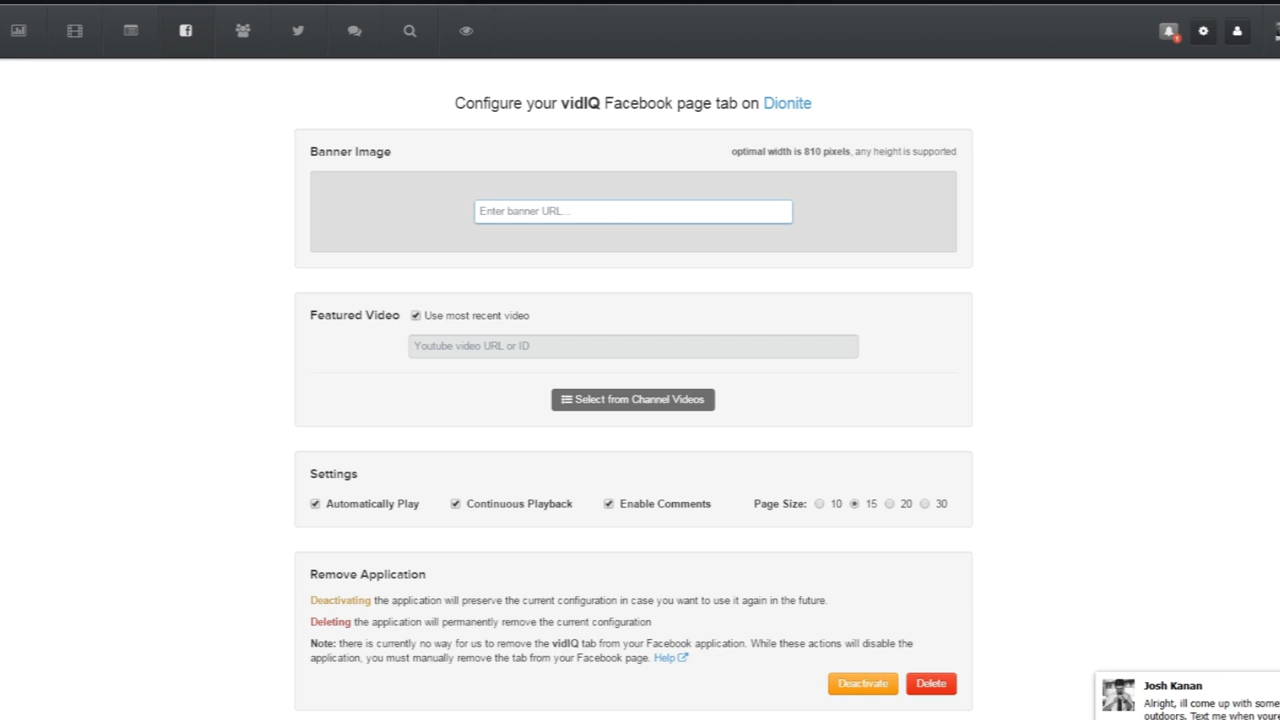 Configure your vidIQ Facebook page tab on Dionite
Banner Image
optimal width is 810 pixels, any height is supported
Enter banner URL...
Featured Video
Use most recent video
Youtube video URL or ID
Select from Channel Videos
Settings
Automatically Play
Continuous Playback
Enable Comments
Page Size: 10 15 20 30
Remove Application
Deactivating the application will preserve the current configuration in case you want to use it again in the future.
Deleting the application will permanently remove the current configuration
Note: there is currently no way for us to remove the vidIQ tab from your Facebook application. While these actions will disable the
application, you must manually remove the tab from your Facebook page. Help
Deactivate
Delete
Josh Kanan
Alright, ill come up with some
outdoors. Text me when your